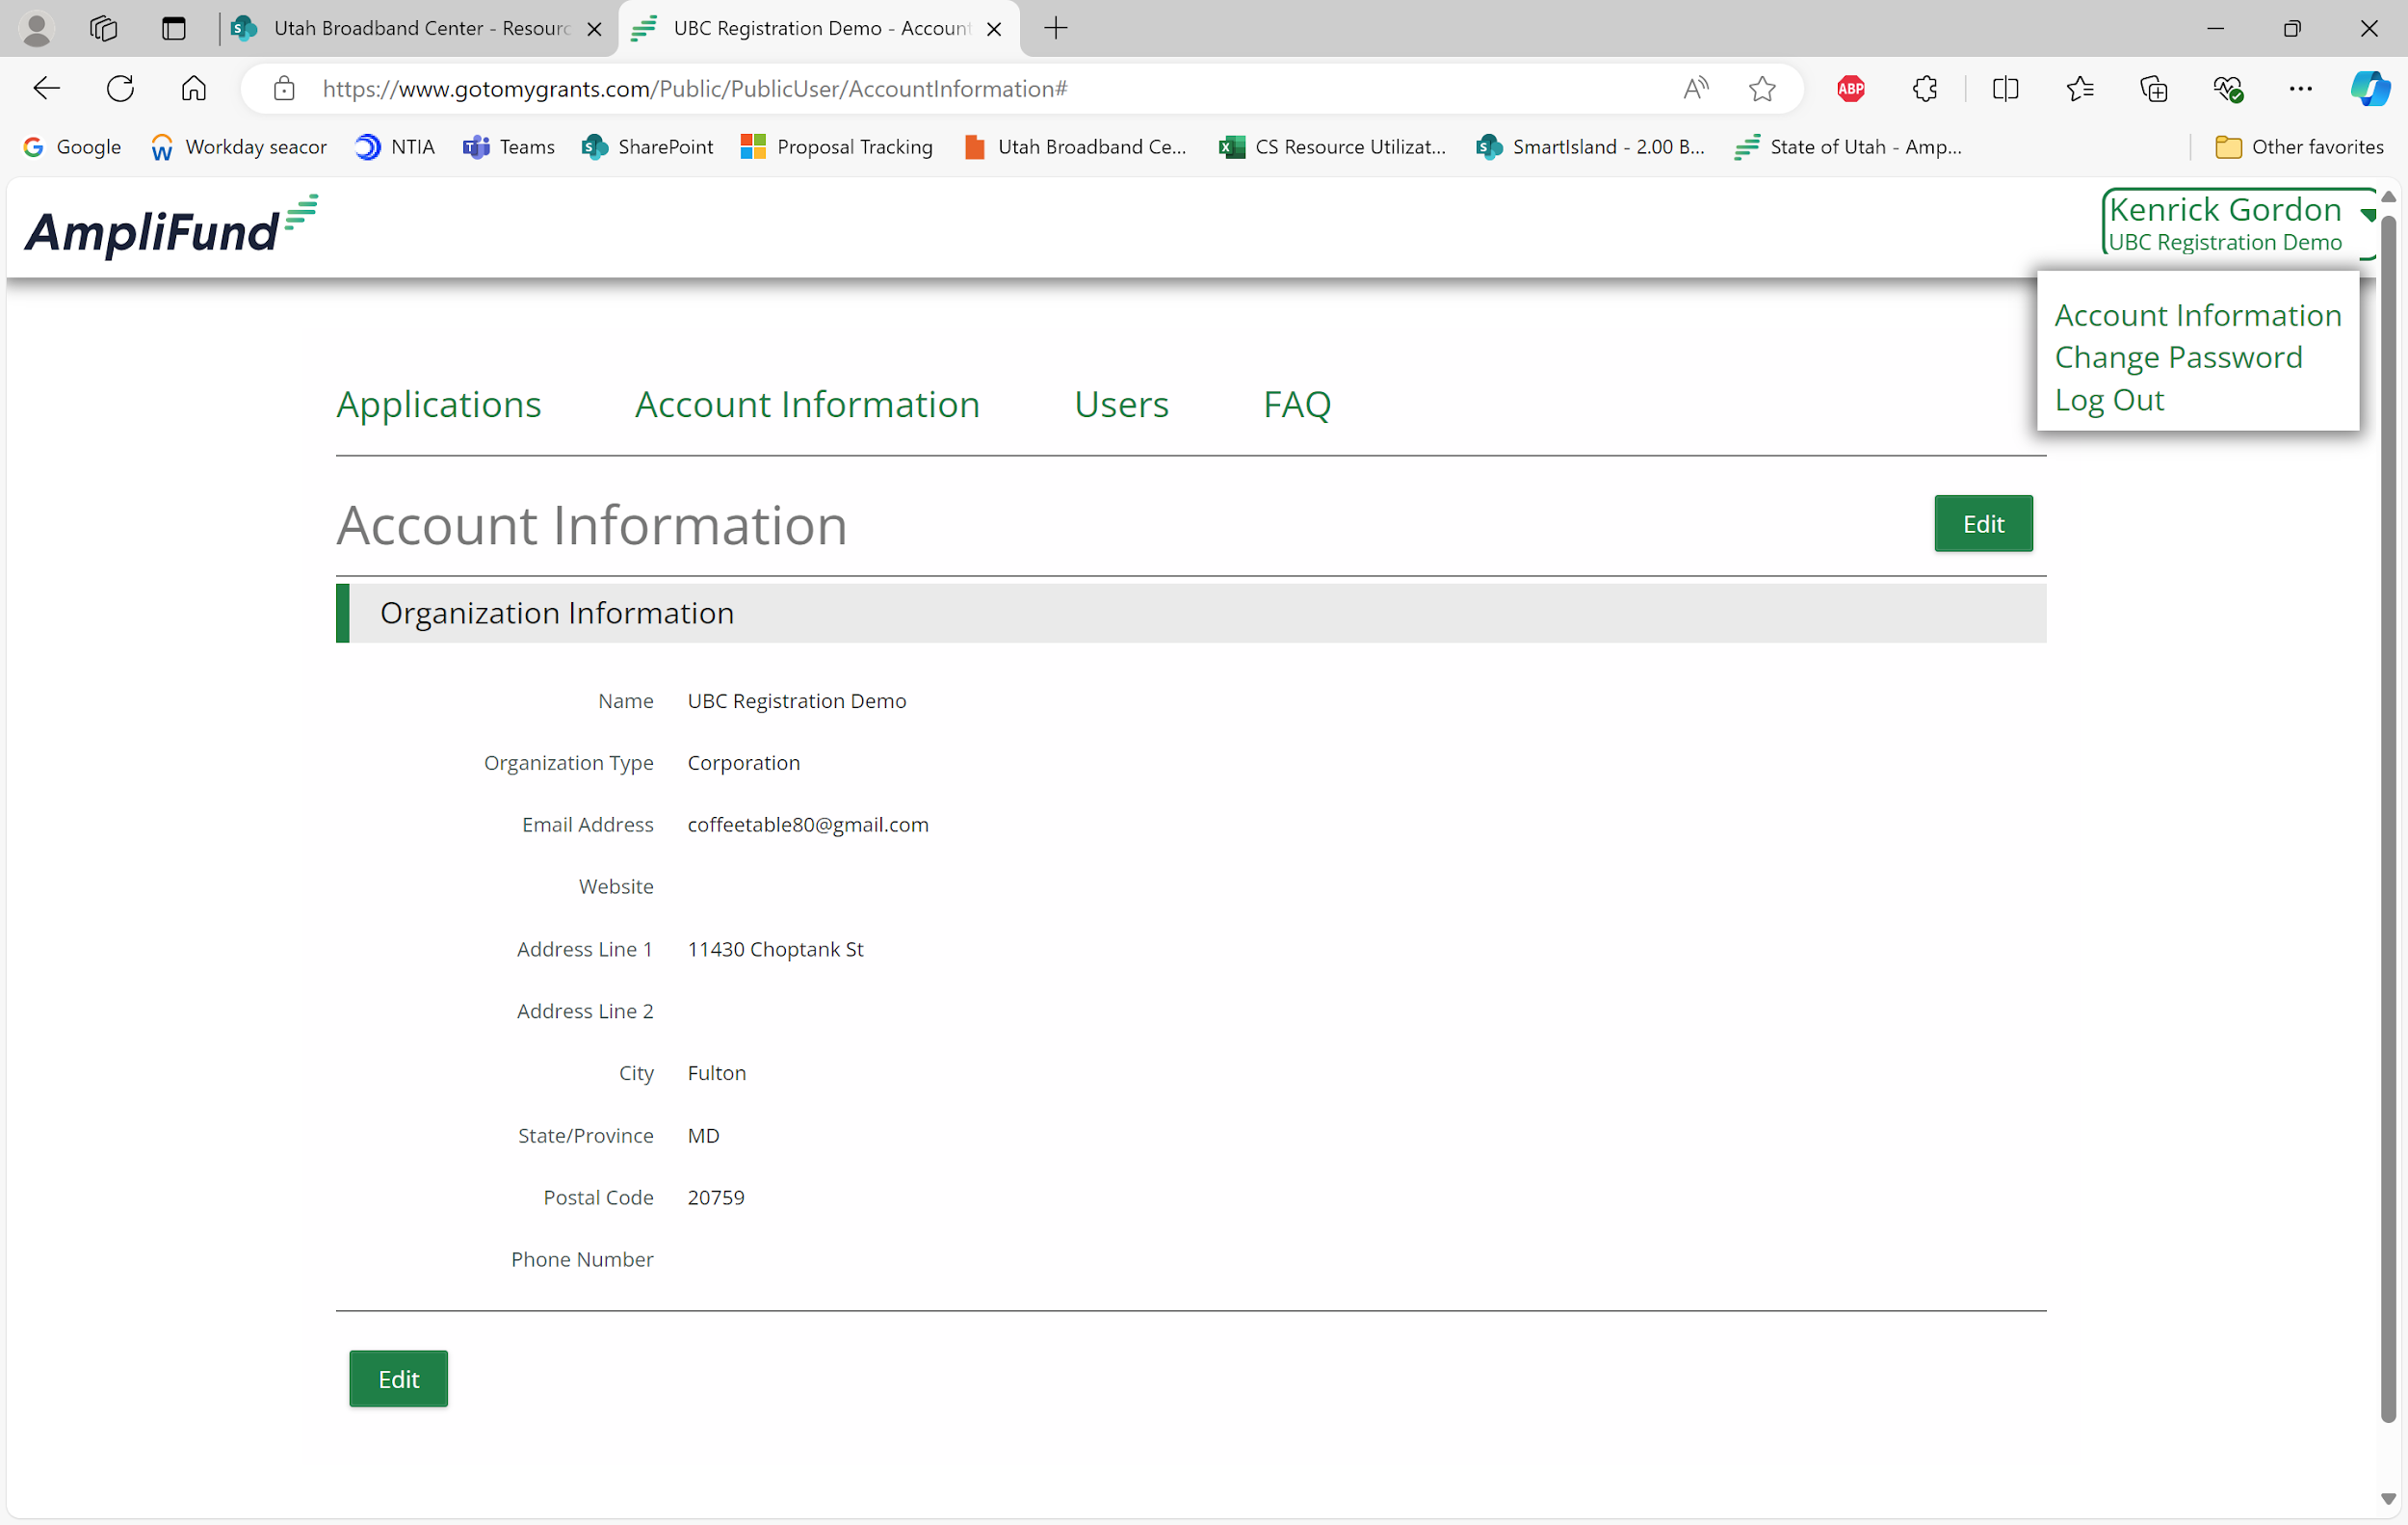 Utah Broadband Center - Resourc
UBC Registration Demo - Account
https://www.gotomygrants.com/Public/PublicUser/AccountInformation#
ABP
Google
Workday seacor
NTIA
Teams
SharePoint
Proposal Tracking
Utah Broadband Ce...
CS Resource Utilizat...
SmartIsland - 2.00 B...
State of Utah - Amp...
Other favorites
AmpliFund
Kenrick Gordon
UBC Registration Demo
Account Information
Change Password
Log Out
Applications Account Information Users FAQ
Account Information
Edit
Organization Information
Name UBC Registration Demo
Organization Type Corporation
Email Address coffeetable80@gmail.com
Website
Address Line 1 11430 Choptank St
Address Line 2
City Fulton
State/Province MD
Postal Code 20759
Phone Number
Edit